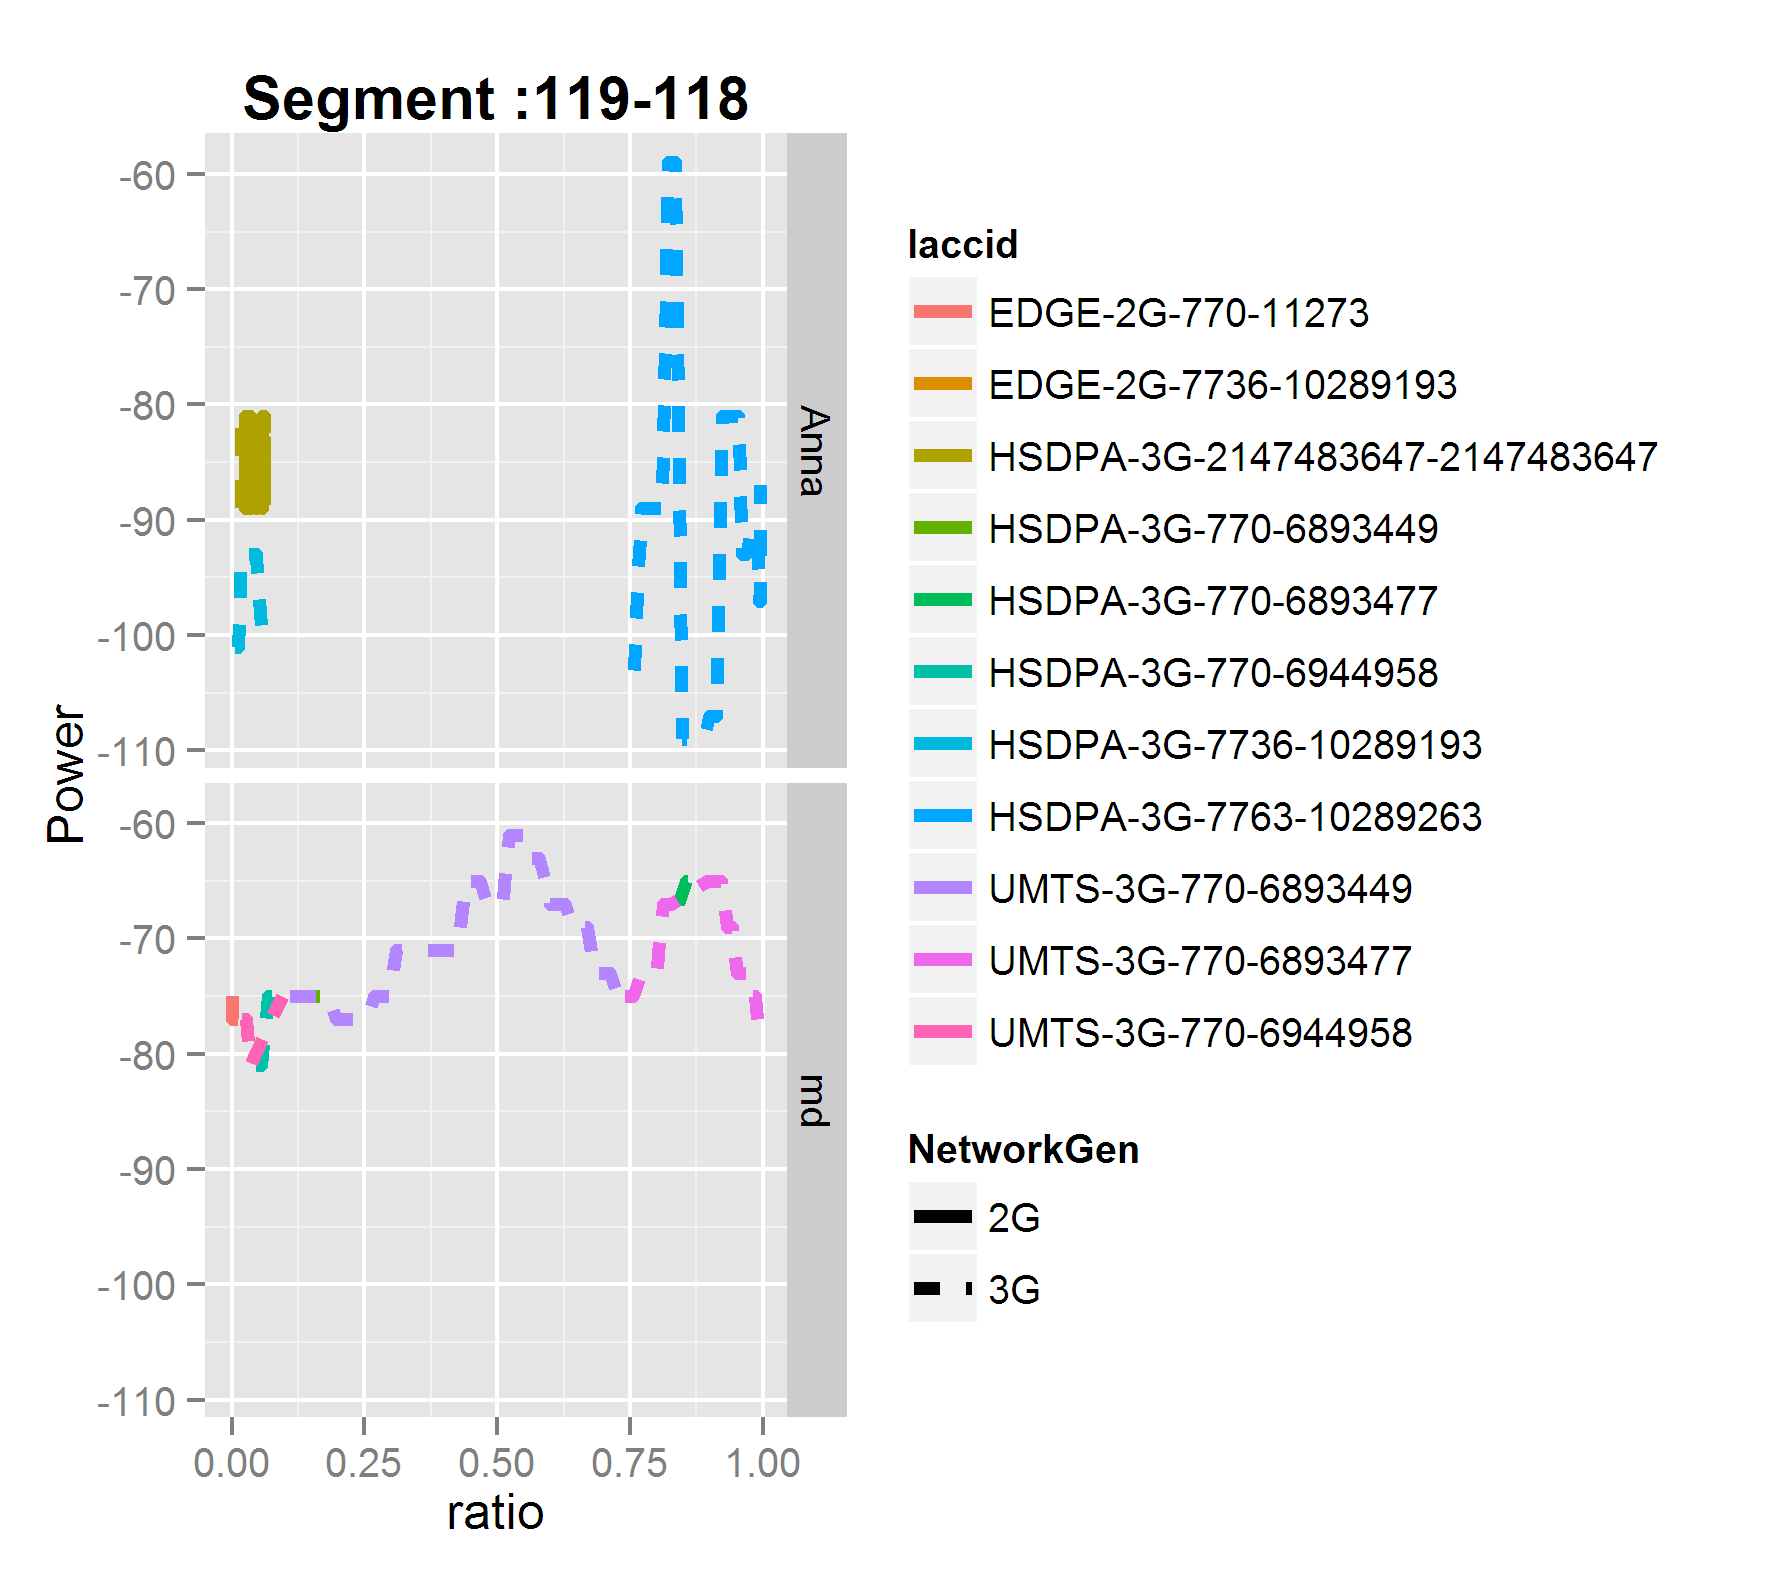 Segment :119-118
Power
-60
-70
-80
-90
-100
-110
Anna
-60
-70
-80
-90
-100
-110
md
0.00 0.25 0.50 0.75 1.00
ratio
laccid
EDGE-2G-770-11273
EDGE-2G-7736-10289193
HSDPA-3G-2147483647-2147483647
HSDPA-3G-770-6893449
HSDPA-3G-770-6893477
HSDPA-3G-770-6944958
HSDPA-3G-7736-10289193
HSDPA-3G-7763-10289263
UMTS-3G-770-6893449
UMTS-3G-770-6893477
UMTS-3G-770-6944958
NetworkGen
2G
3G